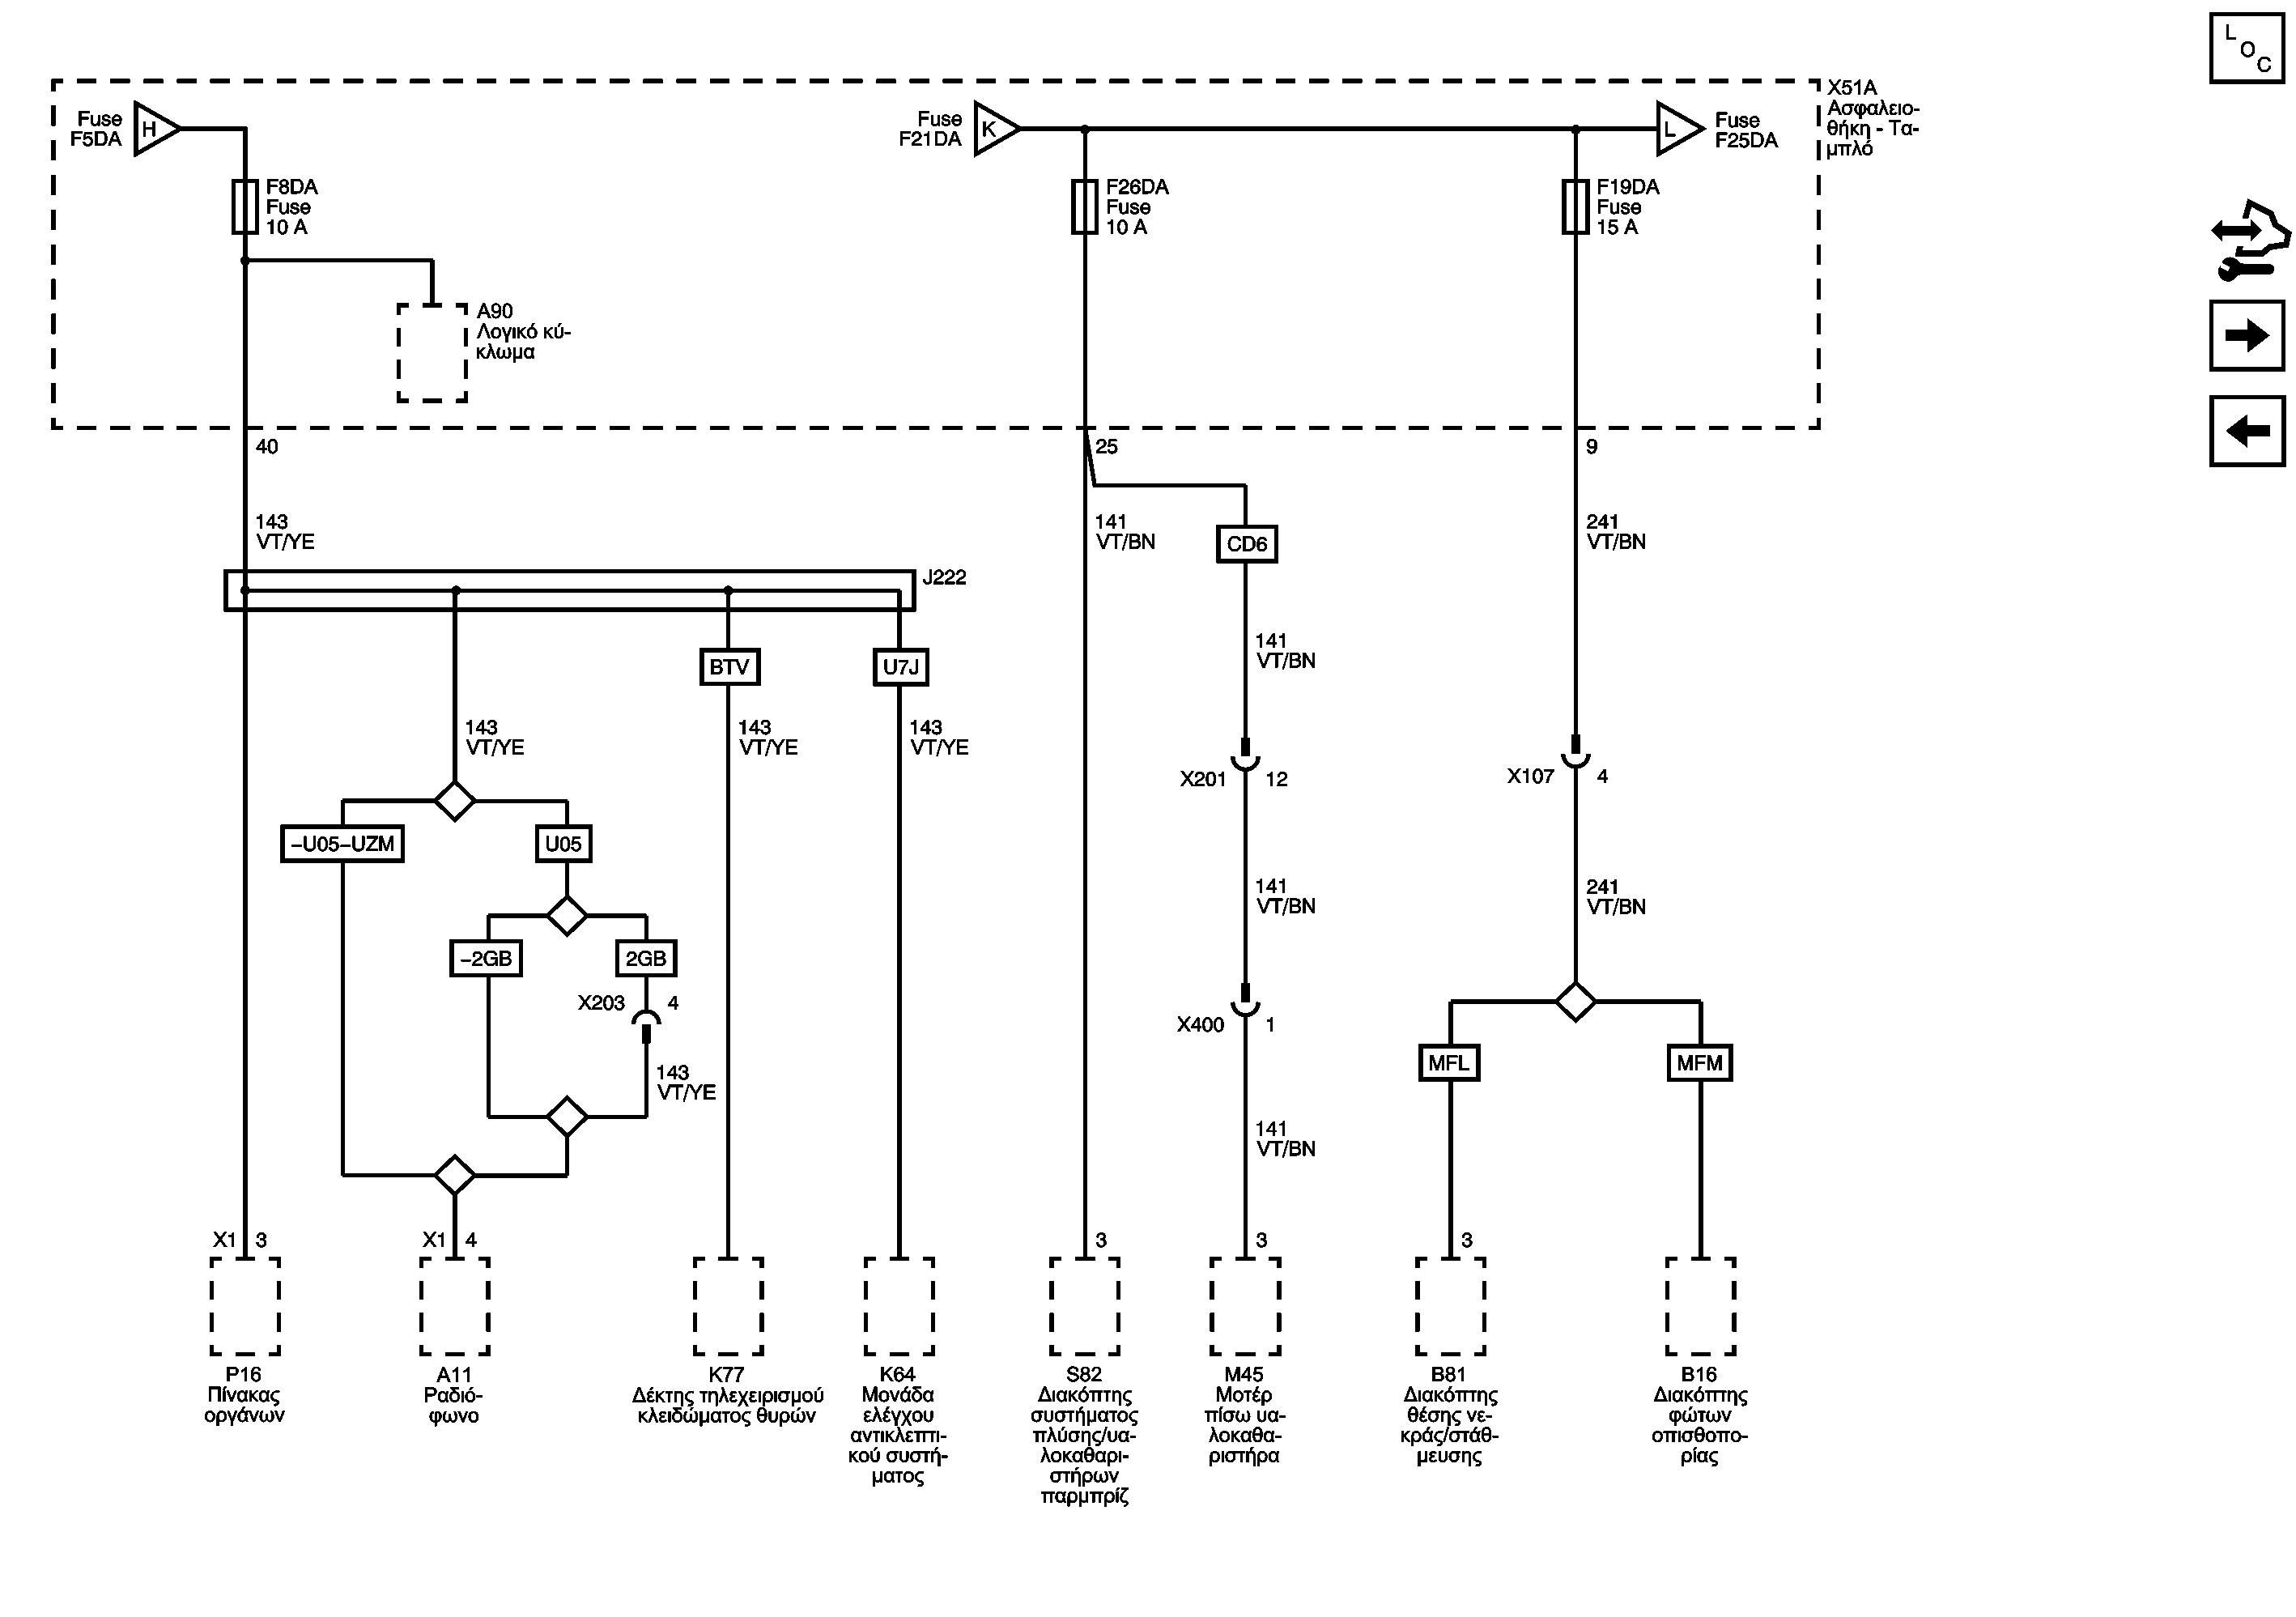 L
O
C
X51A
Ασφαλειο-
θήκη - Τα-
μπλό
Fuse
F5DA
H
Fuse
F21DA
K
L
Fuse
F25DA
F8DA
Fuse
10 A
F26DA
Fuse
10 A
F19DA
Fuse
15 A
A90
Λογικό κύ-
κλωμα
40
25
9
143
VT/YE
141
VT/BN
CD6
241
VT/BN
J222
BTV
U7J
141
VT/BN
143
VT/YE
143
VT/YE
143
VT/YE
X201
12
X107
4
–U05–UZM
U05
141
VT/BN
241
VT/BN
–2GB
2GB
X203
4
X400
1
143
VT/YE
MFL
MFM
141
VT/BN
X1
3
X1
4
3
3
3
P16
Πίνακας
οργάνων
A11
Ραδιό-
φωνο
K77
Δέκτης τηλεχειρισμού
κλειδώματος θυρών
K64
Μονάδα
ελέγχου
αντικλεπτι-
κού συστή-
ματος
S82
Διακόπτης
συστήματος
πλύσης/υα-
λοκαθαρι-
στήρων
παρμπρίζ
M45
Μοτέρ
πίσω υα-
λοκαθα-
ριστήρα
B81
Διακόπτης
θέσης νε-
κράς/στάθ-
μευσης
B16
Διακόπτης
φώτων
οπισθοπο-
ρίας